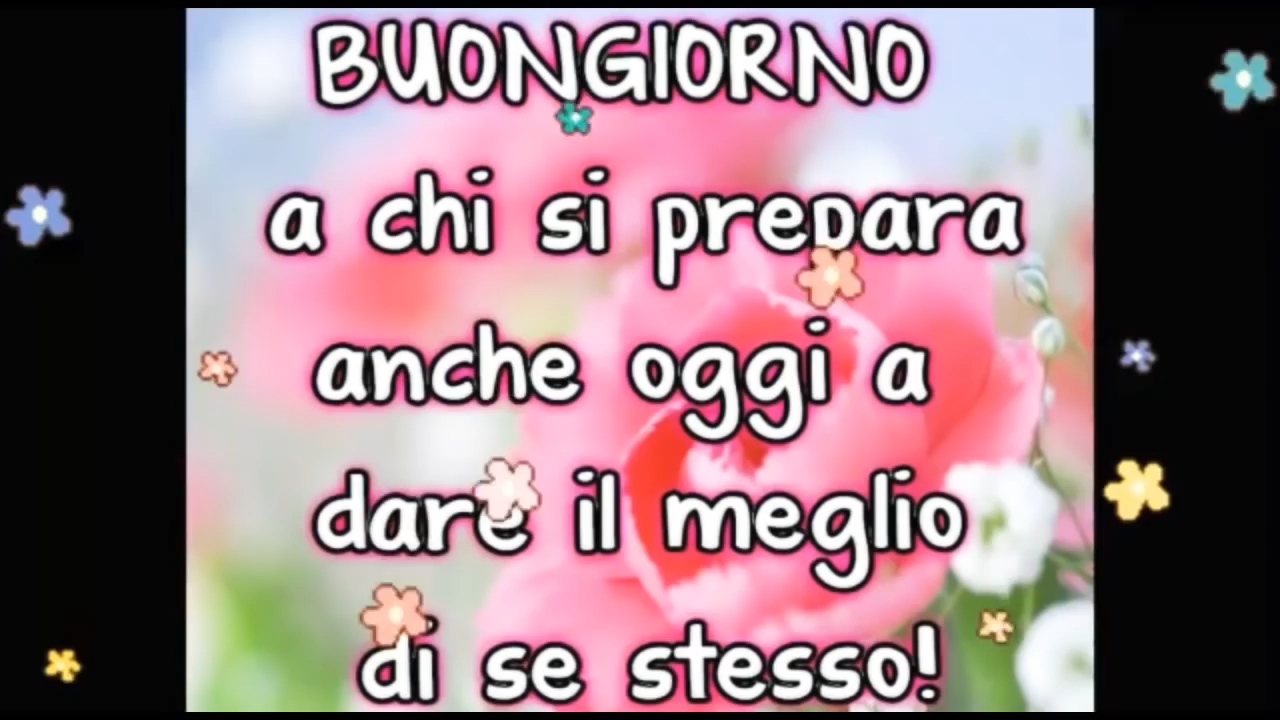 BUONGIORNO
a chi si prepara
anche oggi a
dare il meglio
di se stesso!